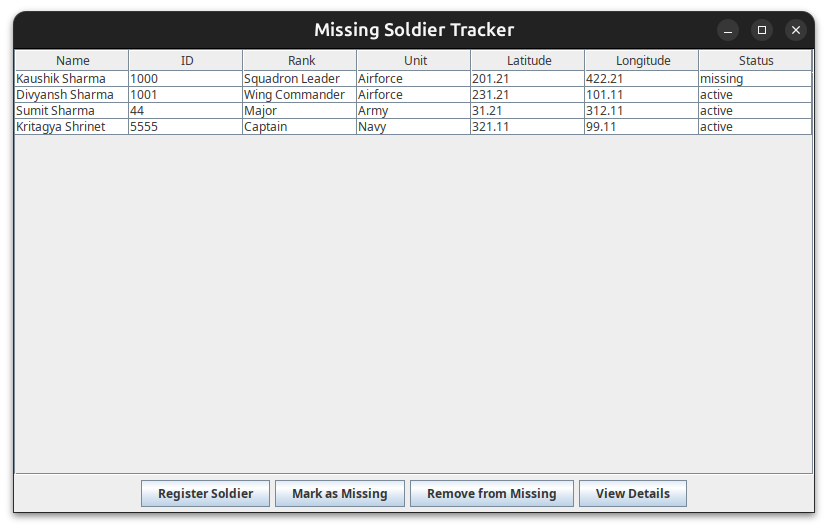 Missing Soldier Tracker
Name ID Rank Unit Latitude Longitude Status
Kaushik Sharma 1000 Squadron Leader Airforce 201.21 422.21 missing
Divyansh Sharma 1001 Wing Commander Airforce 231.21 101.11 active
Sumit Sharma 44 Major Army 31.21 312.11 active
Kritagya Shrinet 5555 Captain Navy 321.11 99.11 active
Register Soldier Mark as Missing Remove from Missing View Details